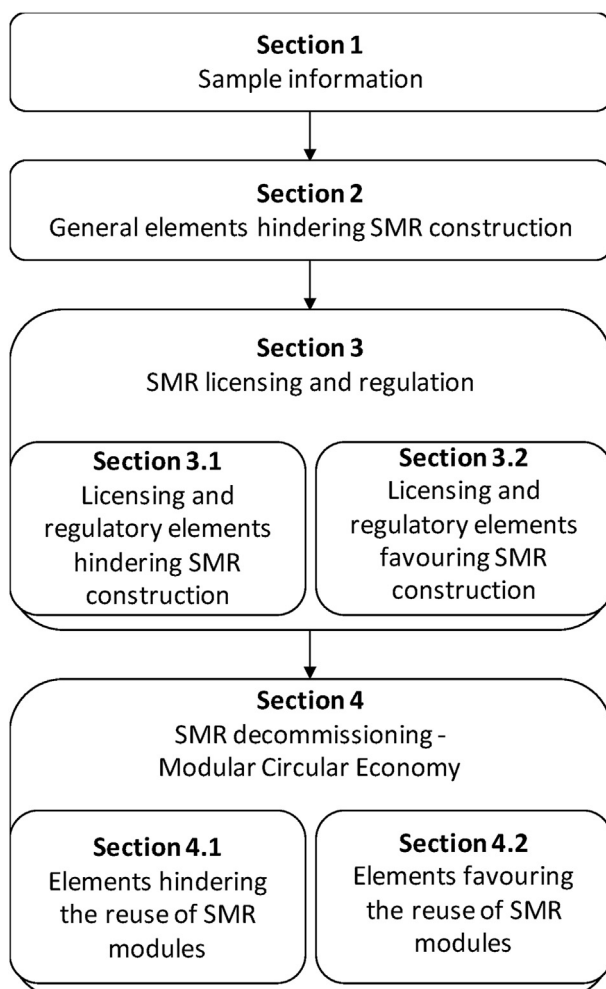 Section 1
Sample information
Section 2
General elements hindering SMR construction
Section 3
SMR licensing and regulation
Section 3.1
Licensing and
regulatory elements
hindering SMR
construction
Section 3.2
Licensing and
regulatory elements
favouring SMR
construction
Section 4
SMR decommissioning -
Modular Circular Economy
Section 4.1
Elements hindering
the reuse of SMR
modules
Section 4.2
Elements favouring
the reuse of SMR
modules